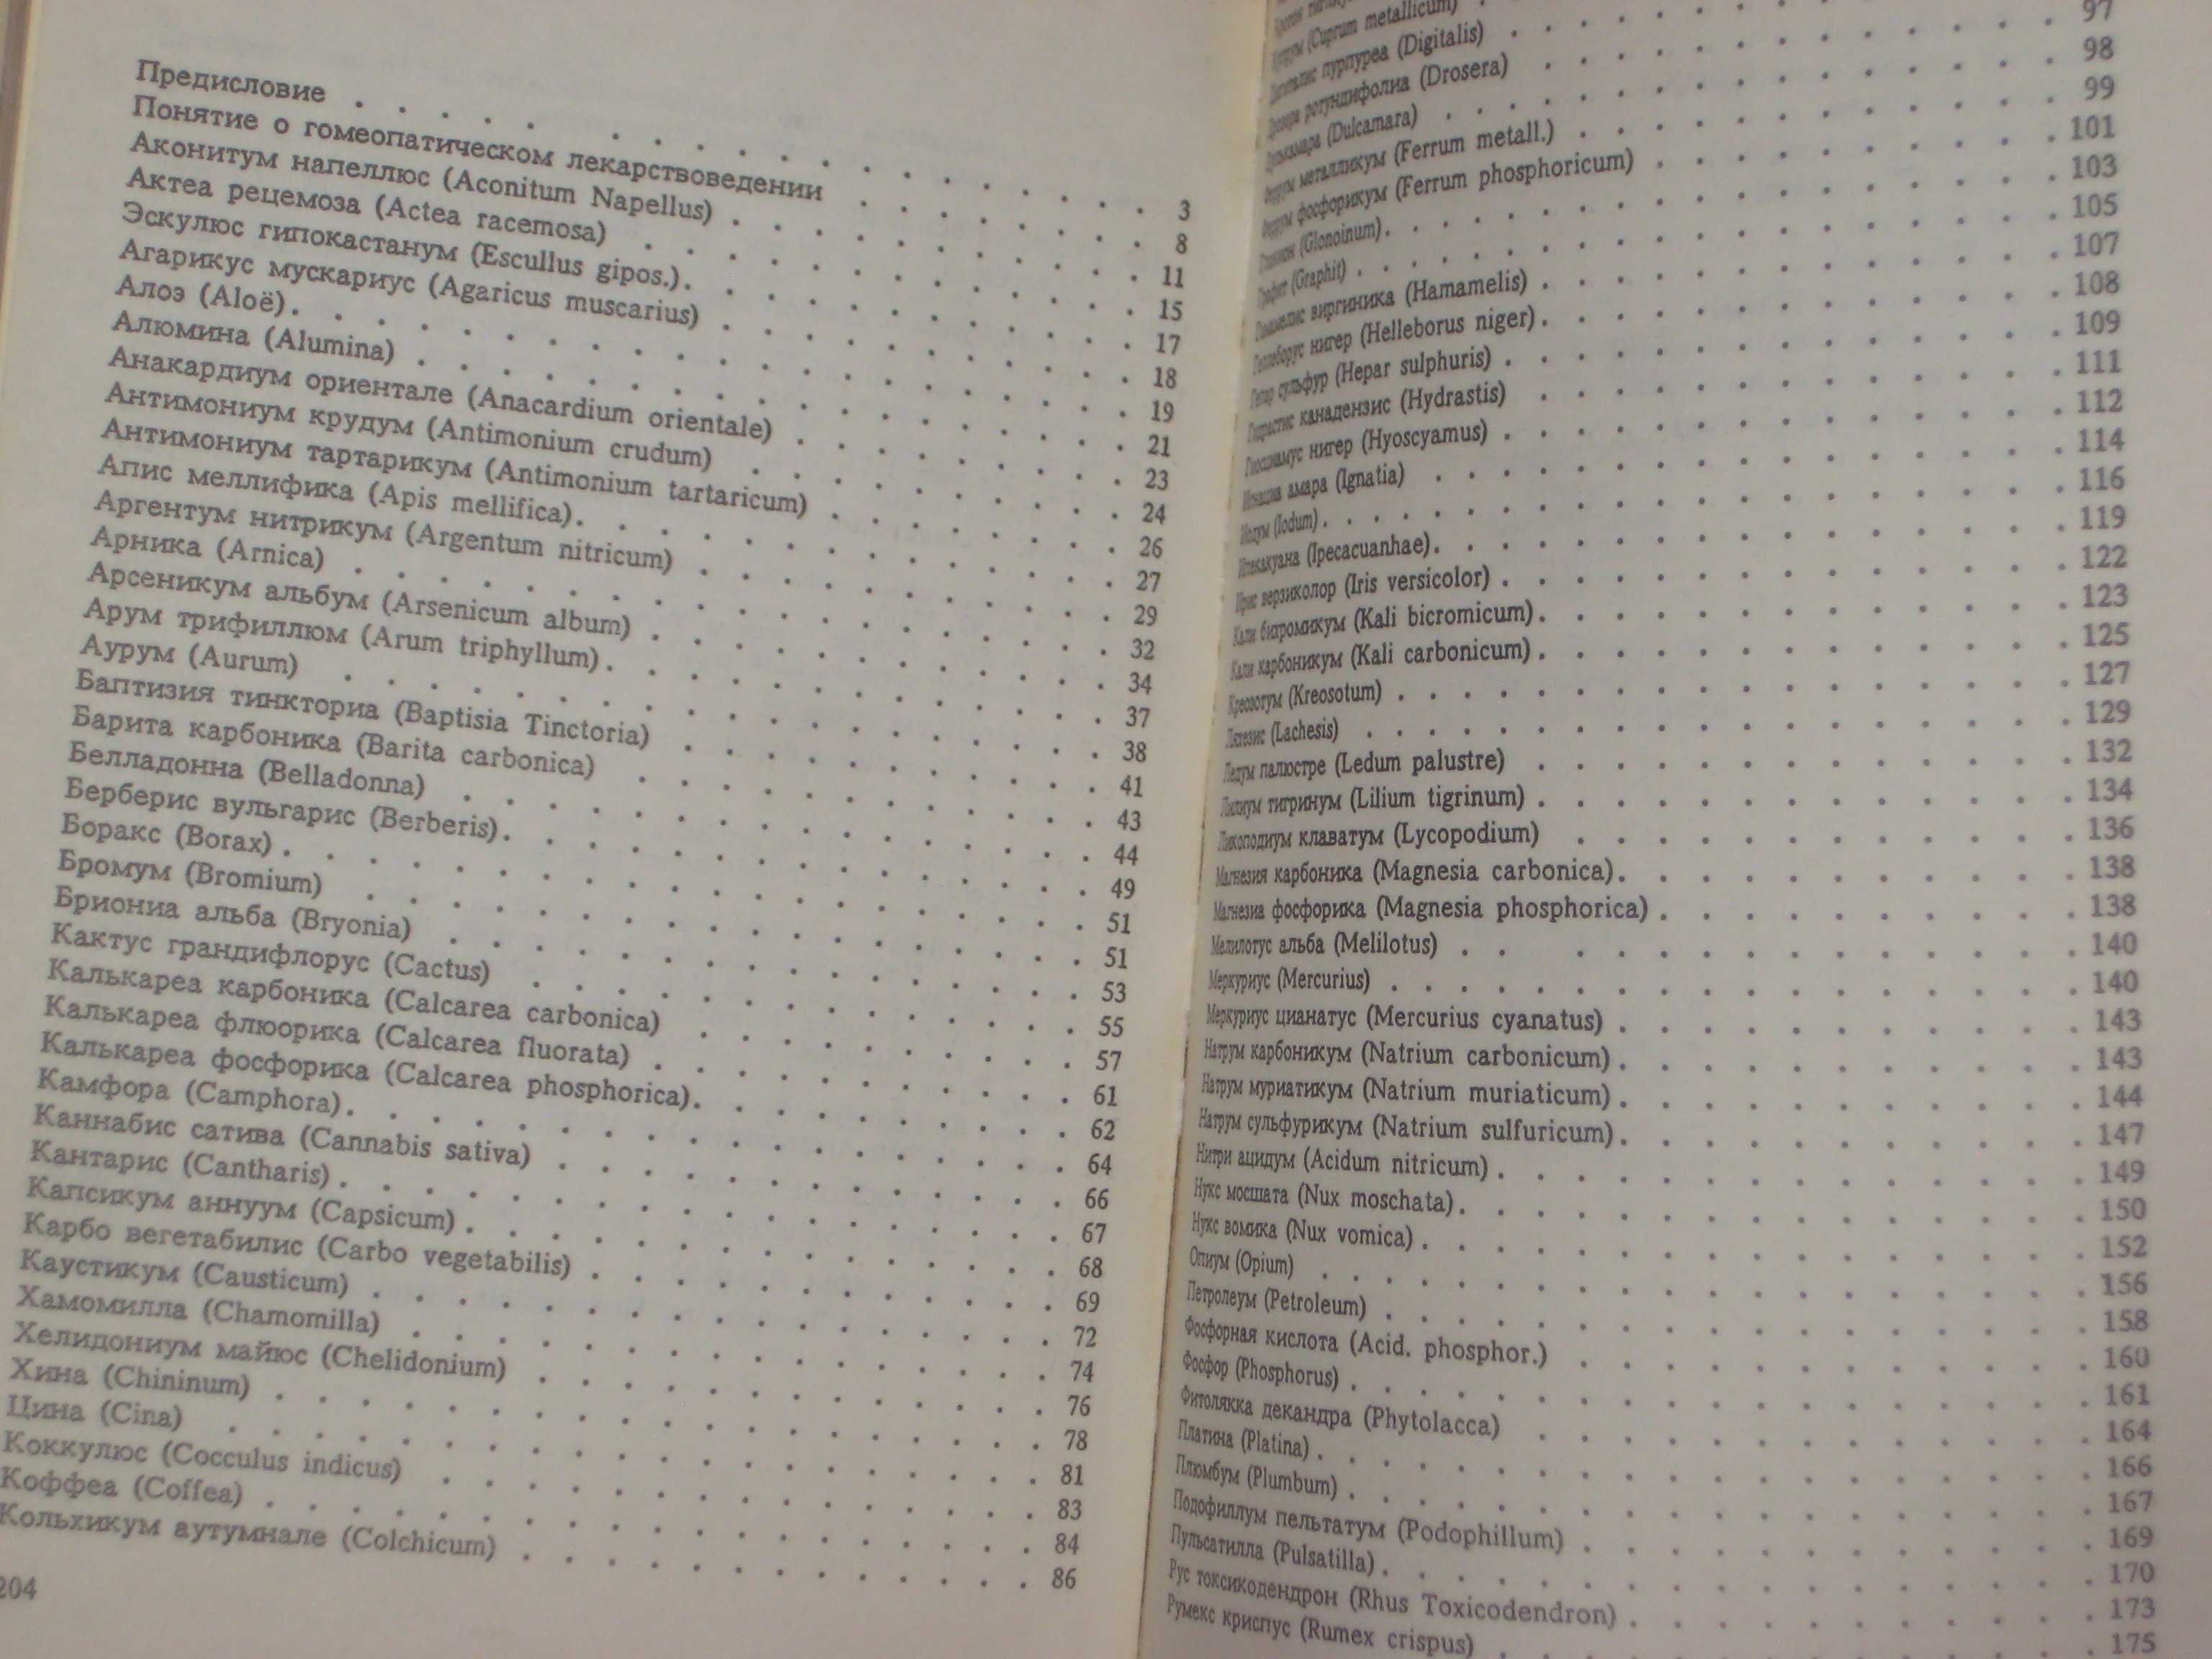 Предисловие . . . 3
Понятие о гомеопатическом лекарствоведении . . . 8
Аконитум напеллюс (Aconitum Napellus) . . . 11
Актеа рецемоза (Actea racemosa) . . . 15
Эскулюс гипокастанум (Escullus gipos.) . . . 17
Агарикус мускариус (Agaricus muscarius) . . . 18
Алоэ (Aloë) . . . 19
Алюмина (Alumina) . . . 21
Анакардиум ориентале (Anacardium orientale) . . . 23
Антимониум крудум (Antimonium crudum) . . . 24
Антимониум тартарикум (Antimonium tartaricum) . . . 26
Апис меллифика (Apis mellifica) . . . 27
Аргентум нитрикум (Argentum nitricum) . . . 29
Арника (Arnica) . . . 32
Арсеникум альбум (Arsenicum album) . . . 34
Арум трифиллюм (Arum triphyllum) . . . 37
Аурум (Aurum) . . . 38
Баптизия тинкториа (Baptisia Tinctoria) . . . 41
Барита карбоника (Barita carbonica) . . . 43
Белладонна (Belladonna) . . . 44
Берберис вульгарис (Berberis) . . . 49
Боракс (Borax) . . . 51
Бромум (Bromium) . . . 51
Бриониа альба (Bryonia) . . . 53
Кактус грандифлорус (Cactus) . . . 55
Калькареа карбоника (Calcarea carbonica) . . . 57
Калькареа флюорика (Calcarea fluorata) . . . 61
Калькареа фосфорика (Calcarea phosphorica) . . . 62
Камфора (Camphora) . . . 64
Каннабис сатива (Cannabis sativa) . . . 66
Кантарис (Cantharis) . . . 67
Капсикум аннуум (Capsicum) . . . 68
Карбо вегетабилис (Carbo vegetabilis) . . . 69
Каустикум (Causticum) . . . 72
Хамомилла (Chamomilla) . . . 74
Хелидониум майюс (Chelidonium) . . . 76
Хина (Chininum) . . . 78
Цина (Cina) . . . 81
Коккулюс (Cocculus indicus) . . . 83
Коффеа (Coffea) . . . 84
Кольхикум аутумнале (Colchicum) . . . 86
204
(Cuprum metallicum)
пурпуреа (Digitalis)
ротундифолиа (Drosera) . . . 97
(Dulcamara) . . . 98
металликум (Ferrum metall.) . . . 99
фосфорикум (Ferrum phosphoricum) . . . 101
(Glonoinum) . . . 103
Графит (Graphit) . . . 105
виргиника (Hamamelis) . . . 107
Геллеборус нигер (Helleborus niger) . . . 108
Гепар сульфур (Hepar sulphuris) . . . 109
Гидрастис канадензис (Hydrastis) . . . 111
Гиосциамус нигер (Hyoscyamus) . . . 112
Игнация амара (Ignatia) . . . 114
Иодум (Iodum) . . . 116
Ипекакуана (Ipecacuanhae) . . . 119
Ирис верзиколор (Iris versicolor) . . . 122
Кали бихромикум (Kali bicromicum) . . . 123
Кали карбоникум (Kali carbonicum) . . . 125
Креозотум (Kreosotum) . . . 127
Ляхезис (Lachesis) . . . 129
Ледум палюстре (Ledum palustre) . . . 132
Лилиум тигринум (Lilium tigrinum) . . . 134
Ликоподиум клаватум (Lycopodium) . . . 136
Магнезия карбоника (Magnesia carbonica) . . . 138
Магнезиа фосфорика (Magnesia phosphorica) . . . 138
Мелилотус альба (Melilotus) . . . 140
Меркуриус (Mercurius) . . . 140
Меркуриус цианатус (Mercurius cyanatus) . . . 143
Натрум карбоникум (Natrium carbonicum) . . . 143
Натрум муриатикум (Natrium muriaticum) . . . 144
Натрум сульфурикум (Natrium sulfuricum) . . . 147
Нитри ацидум (Acidum nitricum) . . . 149
Нукс мосшата (Nux moschata) . . . 150
Нукс вомика (Nux vomica) . . . 152
Опиум (Opium) . . . 156
Петролеум (Petroleum) . . . 158
Фосфорная кислота (Acid. phosphor.) . . . 160
Фосфор (Phosphorus) . . . 161
Фитолякка декандра (Phytolacca) . . . 164
Платина (Platina) . . . 166
Плюмбум (Plumbum) . . . 167
Подофиллум пельтатум (Podophillum) . . . 169
Пульсатилла (Pulsatilla) . . . 170
Рус токсикодендрон (Rhus Toxicodendron) . . . 173
Румекс криспус (Rumex crispus) . . . 175